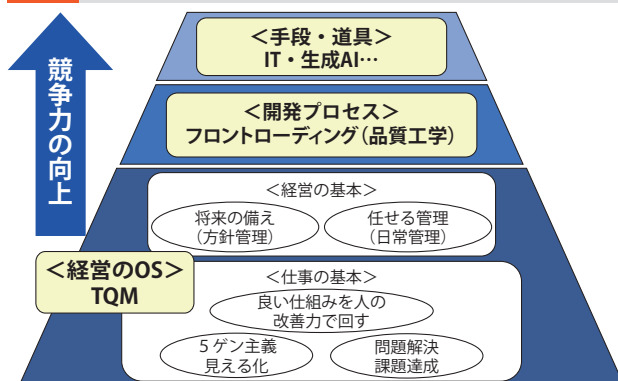 競争力の向上
＜手段・道具＞
IT・生成AI…
＜開発プロセス＞
フロントローディング（品質工学）
＜経営の基本＞
将来の備え
（方針管理）
任せる管理
（日常管理）
＜経営のOS＞
TQM
＜仕事の基本＞
良い仕組みを人の
改善力で回す
５ゲン主義
見える化
問題解決
課題達成